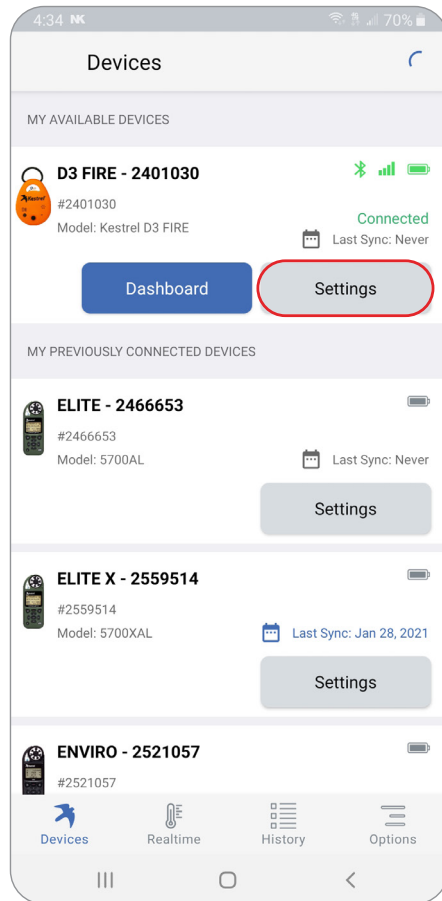 4:34 NK 70%
Devices
MY AVAILABLE DEVICES
D3 FIRE - 2401030
#2401030
Model: Kestrel D3 FIRE
Connected
Last Sync: Never
Dashboard
Settings
MY PREVIOUSLY CONNECTED DEVICES
ELITE - 2466653
#2466653
Model: 5700AL
Last Sync: Never
Settings
ELITE X - 2559514
#2559514
Model: 5700XAL
Last Sync: Jan 28, 2021
Settings
ENVIRO - 2521057
#2521057
Devices
Realtime
History
Options